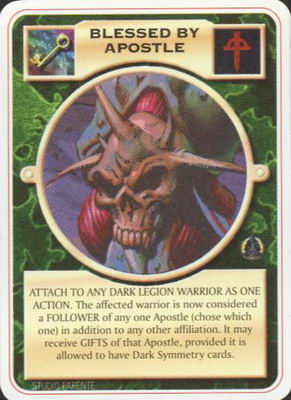 BLESSED BY
APOSTLE
ATTACH TO ANY DARK LEGION WARRIOR AS ONE
ACTION. The affected warrior is now considered
a FOLLOWER of any one Apostle (chose which
one) in addition to any other affiliation. It may
receive GIFTS of that Apostle, provided it is
allowed to have Dark Symmetry cards.
STUDIO PARENTE